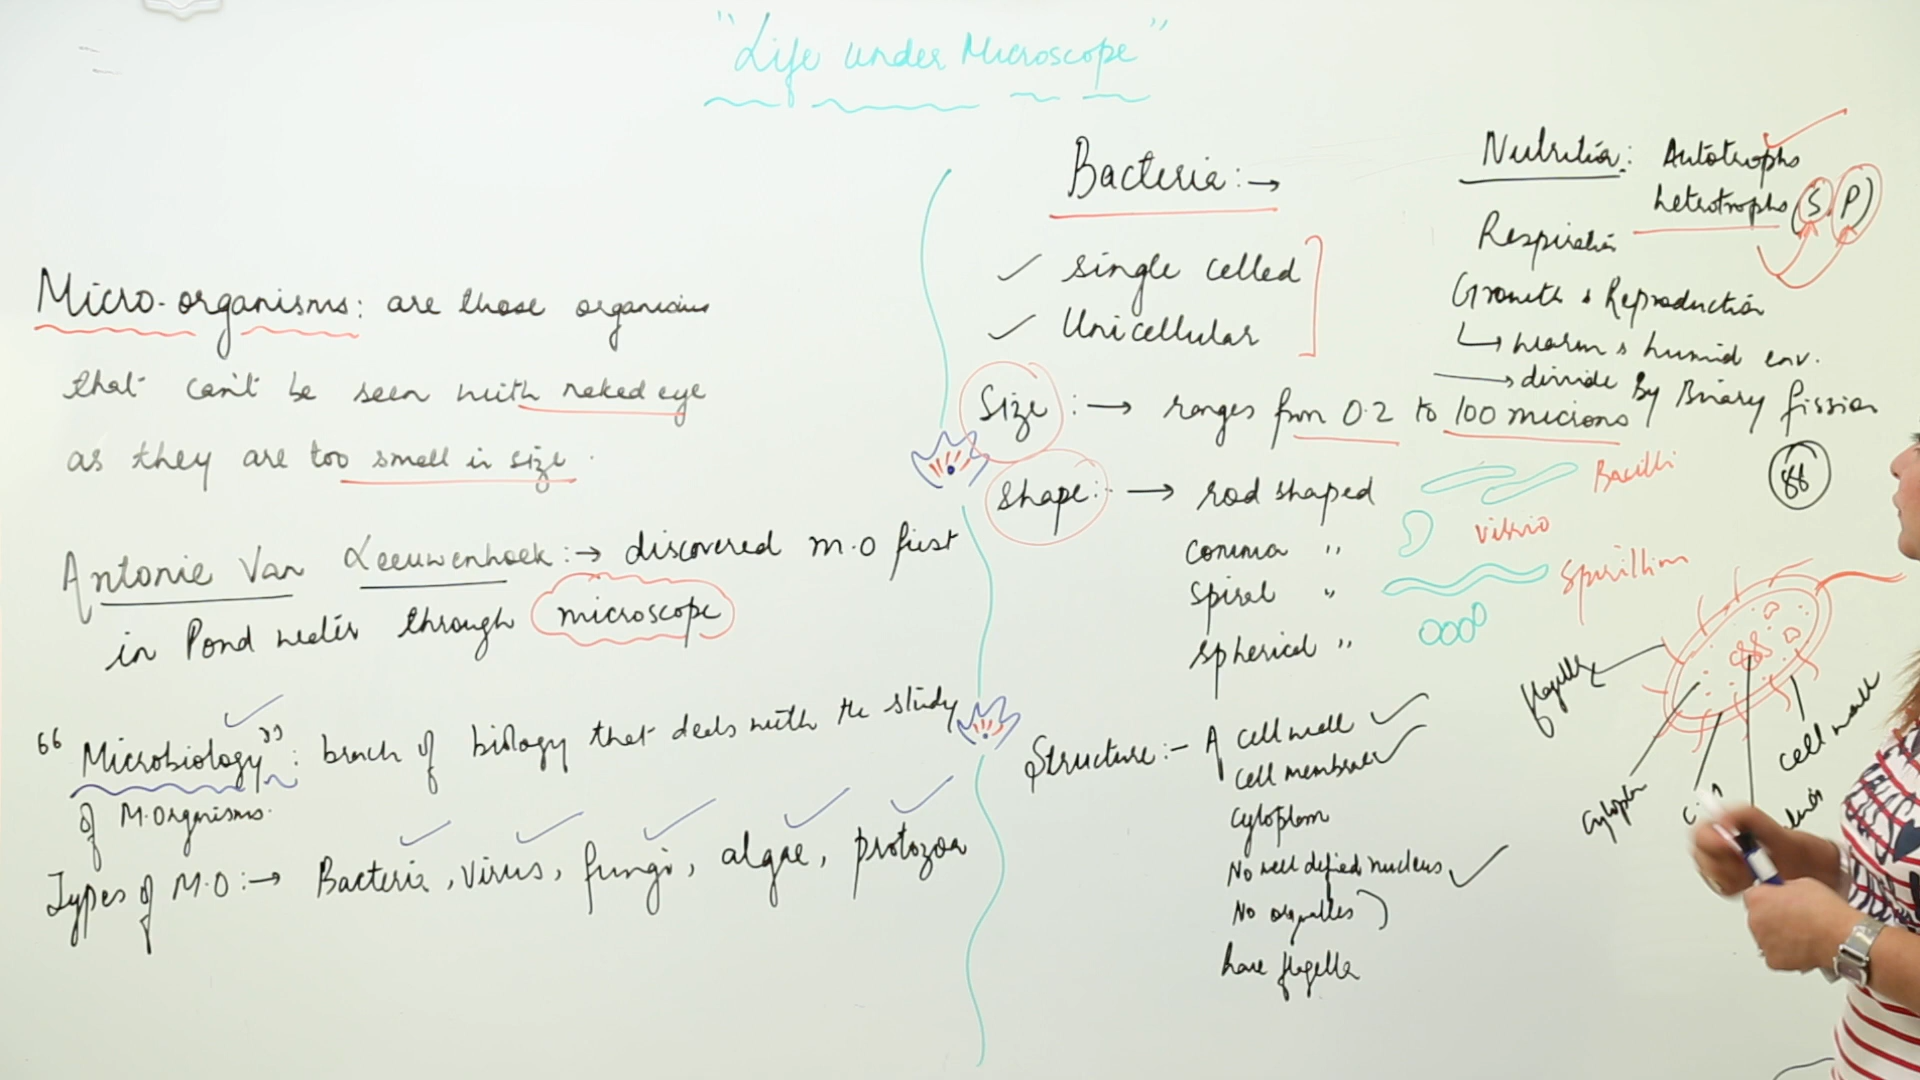 "Life under Microscope"
Micro-organisms: are those organisms
that can't be seen with naked eye
as they are too small in size.
Antonie Van Leeuwenhoek:→ discovered m.o first
in Pond water through microscope
"Microbiology": branch of biology that deals with the study
of M.Organisms.
Types of M.O:→ Bacteria, Virus, fungi, algae, protozoa
Bacteria:→
✓ single celled
✓ Unicellular
Size:→ ranges from 0.2 to 100 microns
Shape:→ rod shaped
comma "
spiral "
spherical "
Bacilli
Vibrio
Spirillim
Structure:- A cell wall ✓
cell membrane ✓
cytoplasm
No well defined nucleus ✓
No organelles
have flagella
Nutrition: Autotrophs ✓
heterotrophs (S P)
Respiration
Growth & Reproduction
↳ warm & humid env.
→ divide by Binary fission
flagella
cell wall